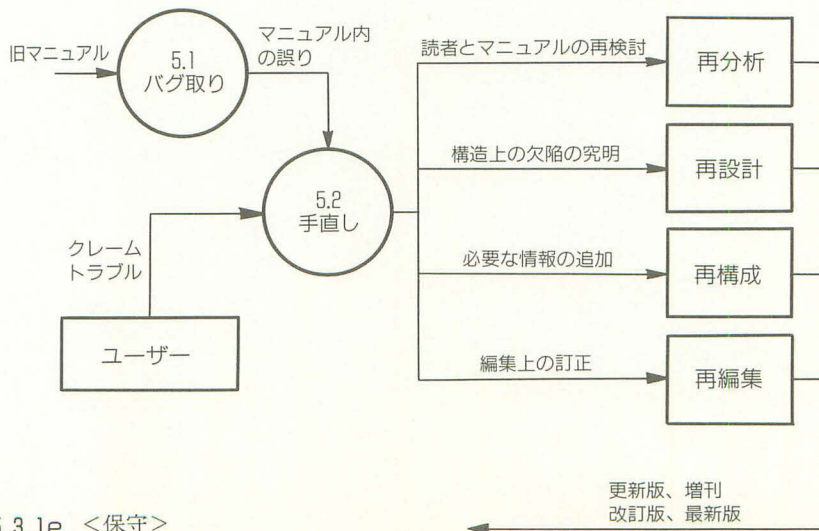 旧マニュアル
5.1
バグ取り
マニュアル内
の誤り
5.2
手直し
クレーム
トラブル
ユーザー
読者とマニュアルの再検討
再分析
構造上の欠陥の究明
再設計
必要な情報の追加
再構成
編集上の訂正
再編集
更新版、増刊
改訂版、最新版
5.3.1e <保守>